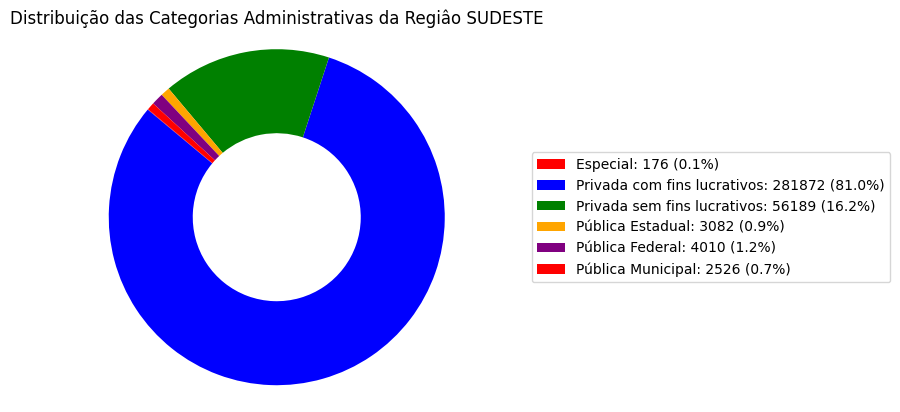 Distribuição das Categorias Administrativas da Regiâo SUDESTE
Especial: 176 (0.1%)
Privada com fins lucrativos: 281872 (81.0%)
Privada sem fins lucrativos: 56189 (16.2%)
Pública Estadual: 3082 (0.9%)
Pública Federal: 4010 (1.2%)
Pública Municipal: 2526 (0.7%)